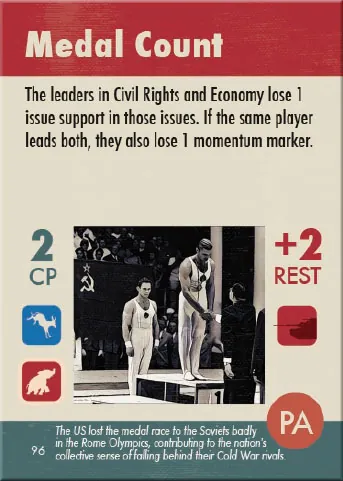 Medal Count
The leaders in Civil Rights and Economy lose 1
issue support in those issues. If the same player
leads both, they also lose 1 momentum marker.
2
CP
+2
REST
PA
The US lost the medal race to the Soviets badly
in the Rome Olympics, contributing to the nation's
96 collective sense of falling behind their Cold War rivals.